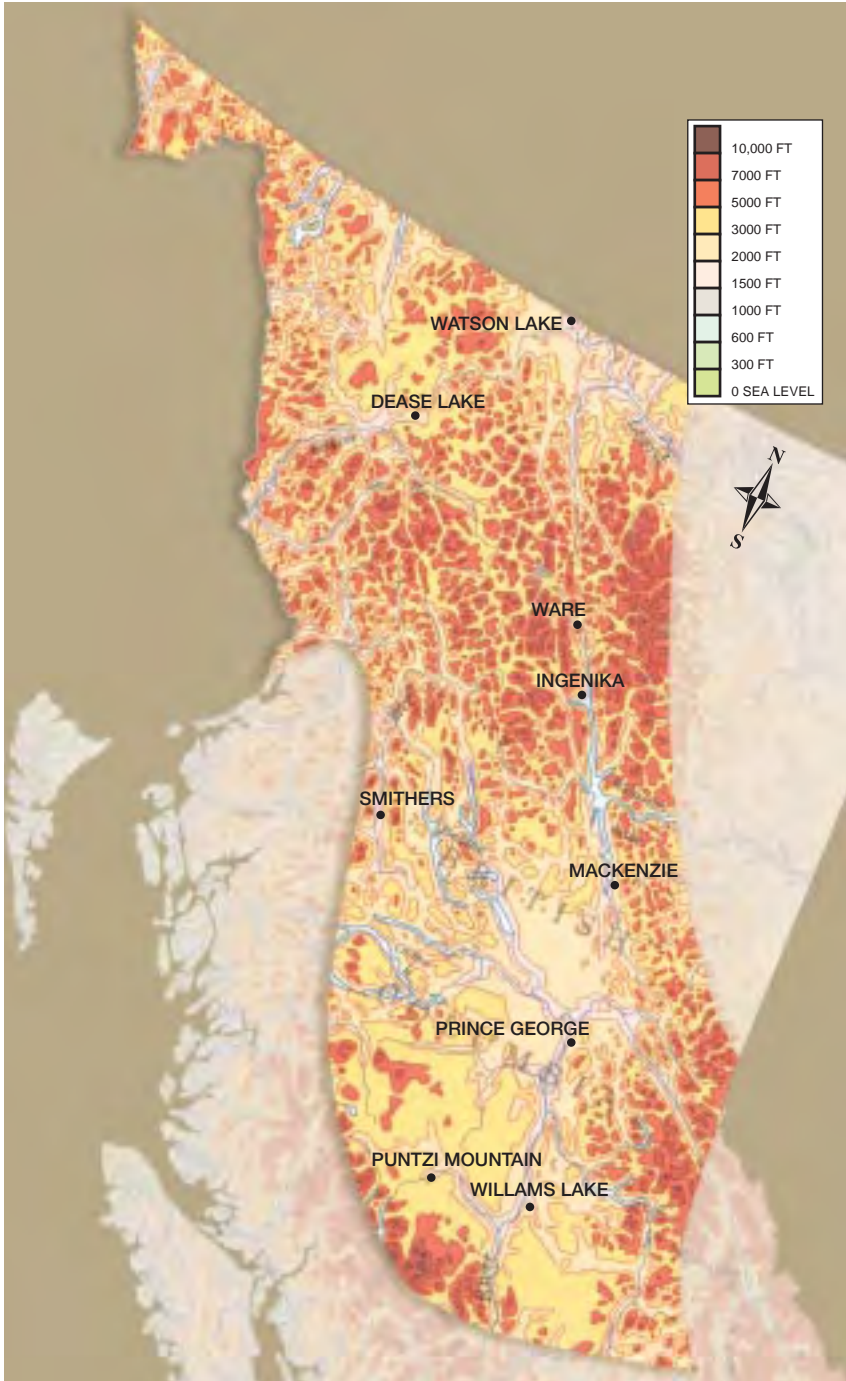 10,000 FT
7000 FT
5000 FT
3000 FT
2000 FT
1500 FT
1000 FT
600 FT
300 FT
0 SEA LEVEL
WATSON LAKE
DEASE LAKE
N
S
WARE
INGENIKA
SMITHERS
MACKENZIE
BRITISH
PRINCE GEORGE
PUNTZI MOUNTAIN
WILLAMS LAKE